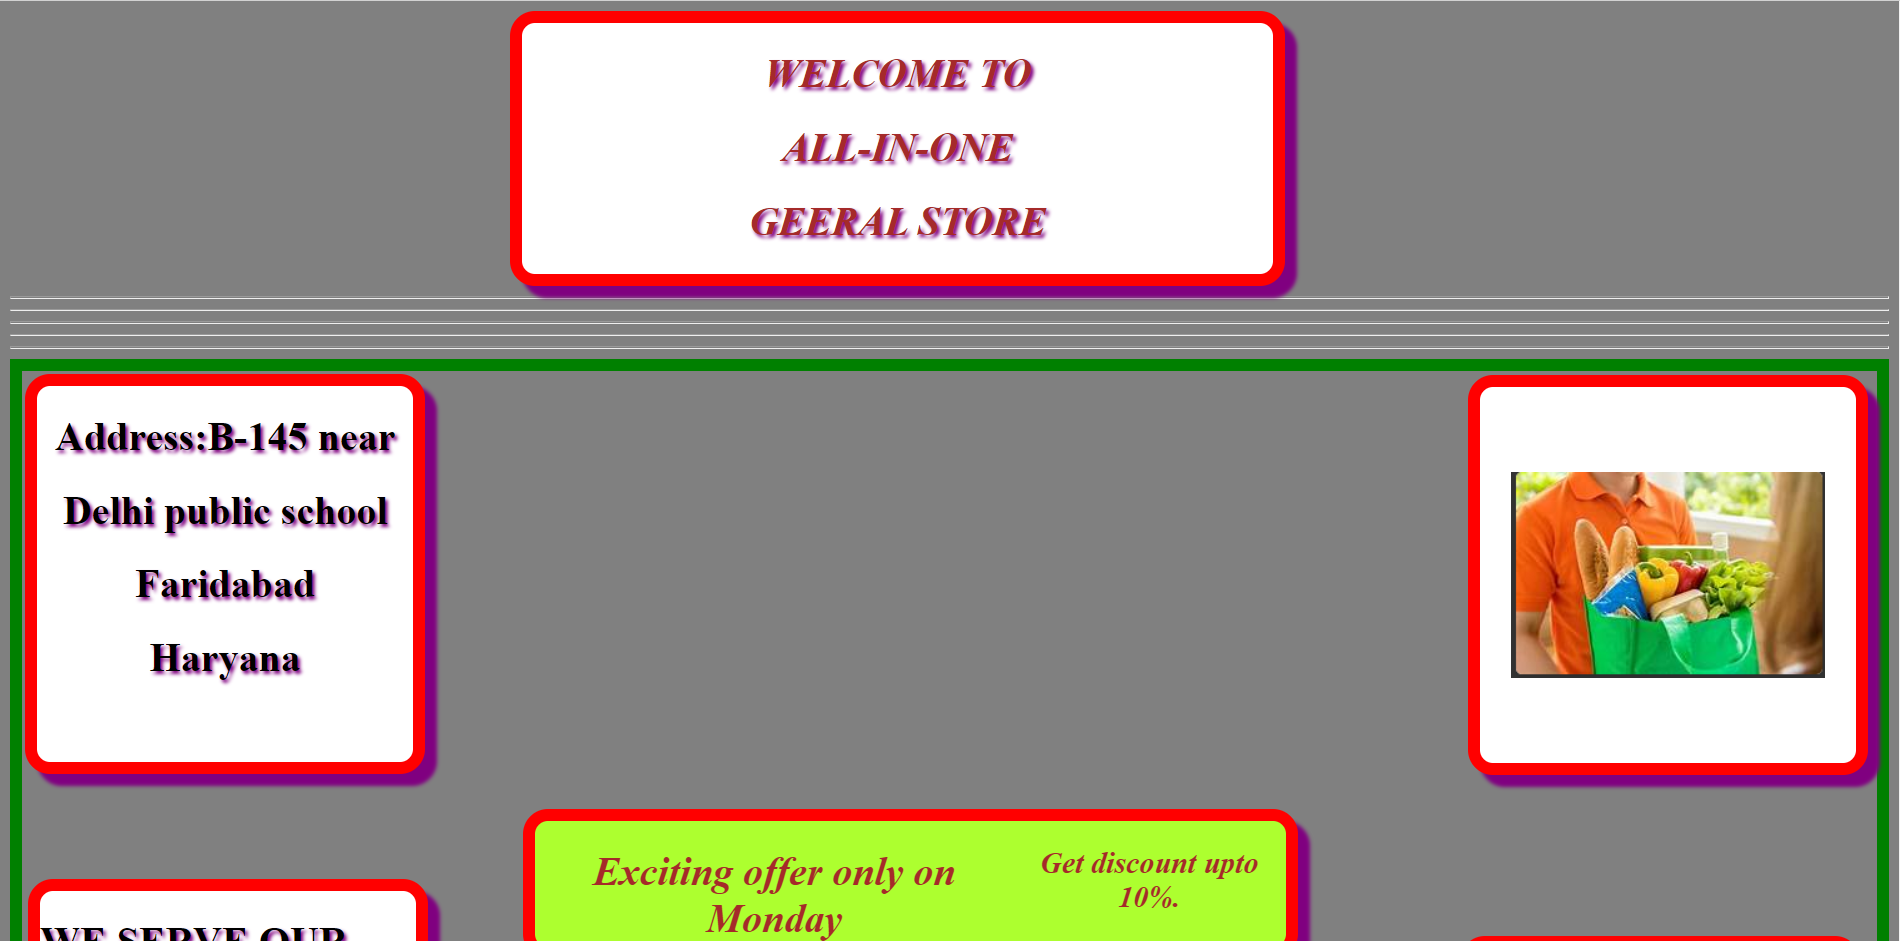 WELCOME TO
ALL-IN-ONE
GEERAL STORE
Address:B-145 near
Delhi public school
Faridabad
Haryana
Exciting offer only on
Monday
Get discount upto
10%.
WE SERVE OUR